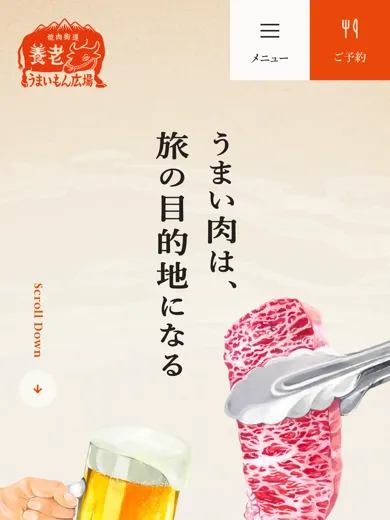 焼肉街道
養老
うまいもん広場
メニュー
ご予約
うまい肉は、
旅の目的地になる
Scroll Down